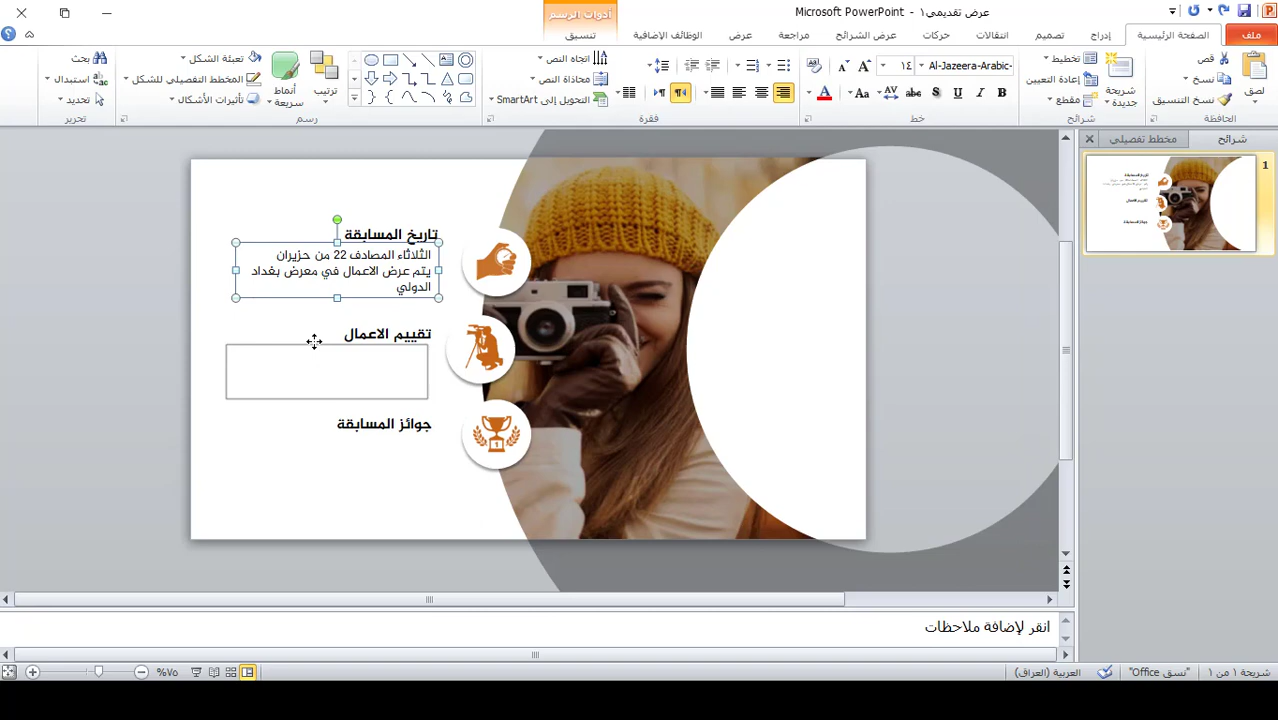 عرض تقديمي١ - Microsoft PowerPoint
أدوات الرسم
ملف
الصفحة الرئيسية
إدراج
تصميم
انتقالات
حركات
عرض الشرائح
مراجعة
عرض
الوظائف الإضافية
تنسيق
لصق
قص
نسخ
نسخ التنسيق
الحافظة
شريحة
جديدة
تخطيط
إعادة التعيين
مقطع
شرائح
Al-Jazeera-Arabic-
١٤
خط
اتجاه النص
محاذاة النص
التحويل إلى SmartArt
فقرة
ترتيب
أنماط
سريعة
تعبئة الشكل
المخطط التفصيلي للشكل
تأثيرات الأشكال
رسم
بحث
استبدال
تحديد
تحرير
شرائح
مخطط تفصيلي
1
تاريخ المسابقة
الثلاثاء المصادف 22 من حزيران
يتم عرض الاعمال في معرض بغداد
الدولي
تقييم الاعمال
جوائز المسابقة
1
انقر لإضافة ملاحظات
شريحة ١ من ١
"نسق Office"
العربية (العراق)
٧٥%